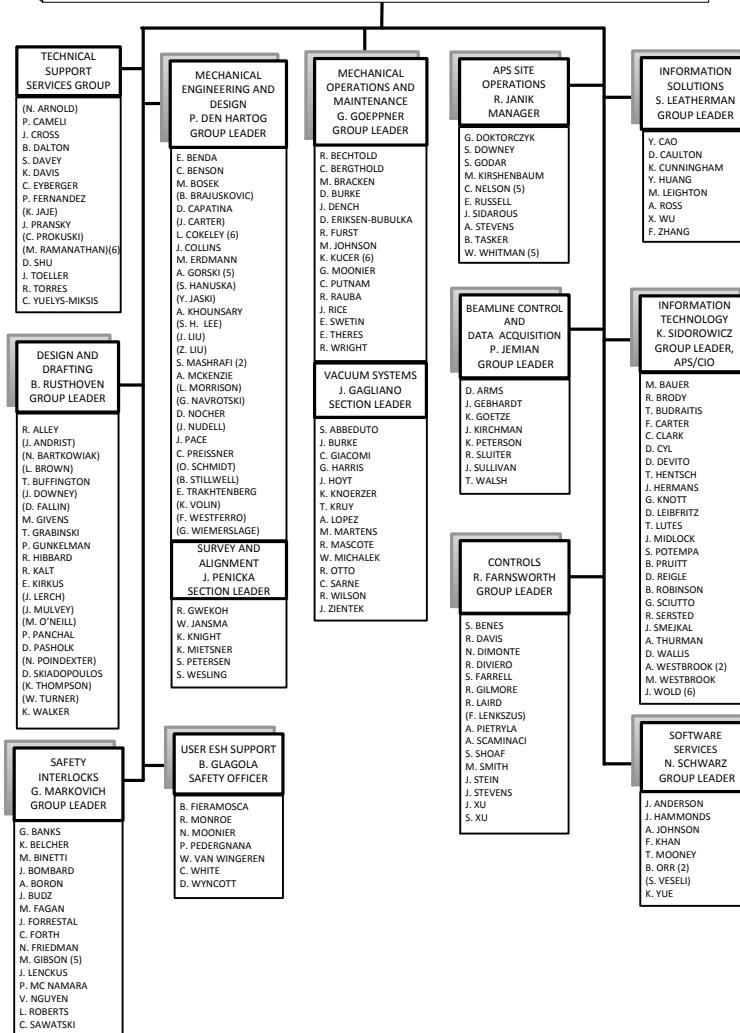 TECHNICAL
SUPPORT
SERVICES GROUP
(N. ARNOLD)
P. CAMELI
J. CROSS
B. DALTON
S. DAVEY
K. DAVIS
C. EYBERGER
P. FERNANDEZ
(K. JAJE)
J. PRANSKY
(C. PROKUSKI)
(M. RAMANATHAN)(6)
D. SHU
J. TOELLER
R. TORRES
C. YUELYS-MIKSIS
DESIGN AND
DRAFTING
B. RUSTHOVEN
GROUP LEADER
R. ALLEY
(J. ANDRIST)
(N. BARTKOWIAK)
(L. BROWN)
T. BUFFINGTON
(J. DOWNEY)
(D. FALLIN)
M. GIVENS
T. GRABINSKI
P. GUNKELMAN
R. HIBBARD
R. KALT
E. KIRKUS
(J. LERCH)
(J. MULVEY)
(M. O'NEILL)
P. PANCHAL
D. PASHOLK
(N. POINDEXTER)
D. SKIADOPOULOS
(K. THOMPSON)
(W. TURNER)
K. WALKER
SAFETY
INTERLOCKS
G. MARKOVICH
GROUP LEADER
G. BANKS
K. BELCHER
M. BINETTI
J. BOMBARD
A. BORON
J. BUDZ
M. FAGAN
J. FORRESTAL
C. FORTH
N. FRIEDMAN
M. GIBSON (5)
J. LENCKUS
P. MC NAMARA
V. NGUYEN
L. ROBERTS
C. SAWATSKI
MECHANICAL
ENGINEERING AND
DESIGN
P. DEN HARTOG
GROUP LEADER
E. BENDA
C. BENSON
M. BOSEK
(B. BRAJUSKOVIC)
D. CAPATINA
(J. CARTER)
L. COKELEY (6)
J. COLLINS
M. ERDMANN
A. GORSKI (5)
(S. HANUSKA)
(Y. JASKI)
A. KHOUNSARY
(S. H. LEE)
(J. LIU)
(Z. LIU)
S. MASHRAFI (2)
A. MCKENZIE
(L. MORRISON)
(G. NAVROTSKI)
D. NOCHER
(J. NUDELL)
J. PACE
C. PREISSNER
(O. SCHMIDT)
(B. STILLWELL)
E. TRAKHTENBERG
(K. VOLIN)
(F. WESTFERRO)
(G. WIEMERSLAGE)
SURVEY AND
ALIGNMENT
J. PENICKA
SECTION LEADER
R. GWEKOH
W. JANSMA
K. KNIGHT
K. MIETSNER
S. PETERSEN
S. WESLING
USER ESH SUPPORT
B. GLAGOLA
SAFETY OFFICER
B. FIERAMOSCA
R. MONROE
N. MOONIER
P. PEDERGNANA
W. VAN WINGEREN
C. WHITE
D. WYNCOTT
MECHANICAL
OPERATIONS AND
MAINTENANCE
G. GOEPPNER
GROUP LEADER
R. BECHTOLD
C. BERGTHOLD
M. BRACKEN
D. BURKE
J. DENCH
D. ERIKSEN-BUBULKA
R. FURST
M. JOHNSON
K. KUCER (6)
G. MOONIER
C. PUTNAM
R. RAUBA
J. RICE
E. SWETIN
E. THERES
R. WRIGHT
VACUUM SYSTEMS
J. GAGLIANO
SECTION LEADER
S. ABBEDUTO
J. BURKE
C. GIACOMI
G. HARRIS
J. HOYT
K. KNOERZER
T. KRUY
A. LOPEZ
M. MARTENS
R. MASCOTE
W. MICHALEK
R. OTTO
C. SARNE
R. WILSON
J. ZIENTEK
APS SITE
OPERATIONS
R. JANIK
MANAGER
G. DOKTORCZYK
S. DOWNEY
S. GODAR
M. KIRSHENBAUM
C. NELSON (5)
E. RUSSELL
J. SIDAROUS
A. STEVENS
B. TASKER
W. WHITMAN (5)
BEAMLINE CONTROL
AND
DATA ACQUISITION
P. JEMIAN
GROUP LEADER
D. ARMS
J. GEBHARDT
K. GOETZE
J. KIRCHMAN
K. PETERSON
R. SLUITER
J. SULLIVAN
T. WALSH
CONTROLS
R. FARNSWORTH
GROUP LEADER
S. BENES
R. DAVIS
N. DIMONTE
R. DIVIERO
S. FARRELL
R. GILMORE
R. LAIRD
(F. LENKSZUS)
A. PIETRYLA
A. SCAMINACI
S. SHOAF
M. SMITH
J. STEIN
J. STEVENS
J. XU
S. XU
INFORMATION
SOLUTIONS
S. LEATHERMAN
GROUP LEADER
Y. CAO
D. CAULTON
K. CUNNINGHAM
Y. HUANG
M. LEIGHTON
A. ROSS
X. WU
F. ZHANG
INFORMATION
TECHNOLOGY
K. SIDOROWICZ
GROUP LEADER,
APS/CIO
M. BAUER
R. BRODY
T. BUDRAITIS
F. CARTER
C. CLARK
D. CYL
D. DEVITO
T. HENTSCH
J. HERMANS
G. KNOTT
D. LEIBFRITZ
T. LUTES
J. MIDLOCK
S. POTEMPA
B. PRUITT
D. REIGLE
B. ROBINSON
G. SCIUTTO
R. SERSTED
J. SMEJKAL
A. THURMAN
D. WALLIS
A. WESTBROOK (2)
M. WESTBROOK
J. WOLD (6)
SOFTWARE
SERVICES
N. SCHWARZ
GROUP LEADER
J. ANDERSON
J. HAMMONDS
A. JOHNSON
F. KHAN
T. MOONEY
B. ORR (2)
(S. VESELI)
K. YUE